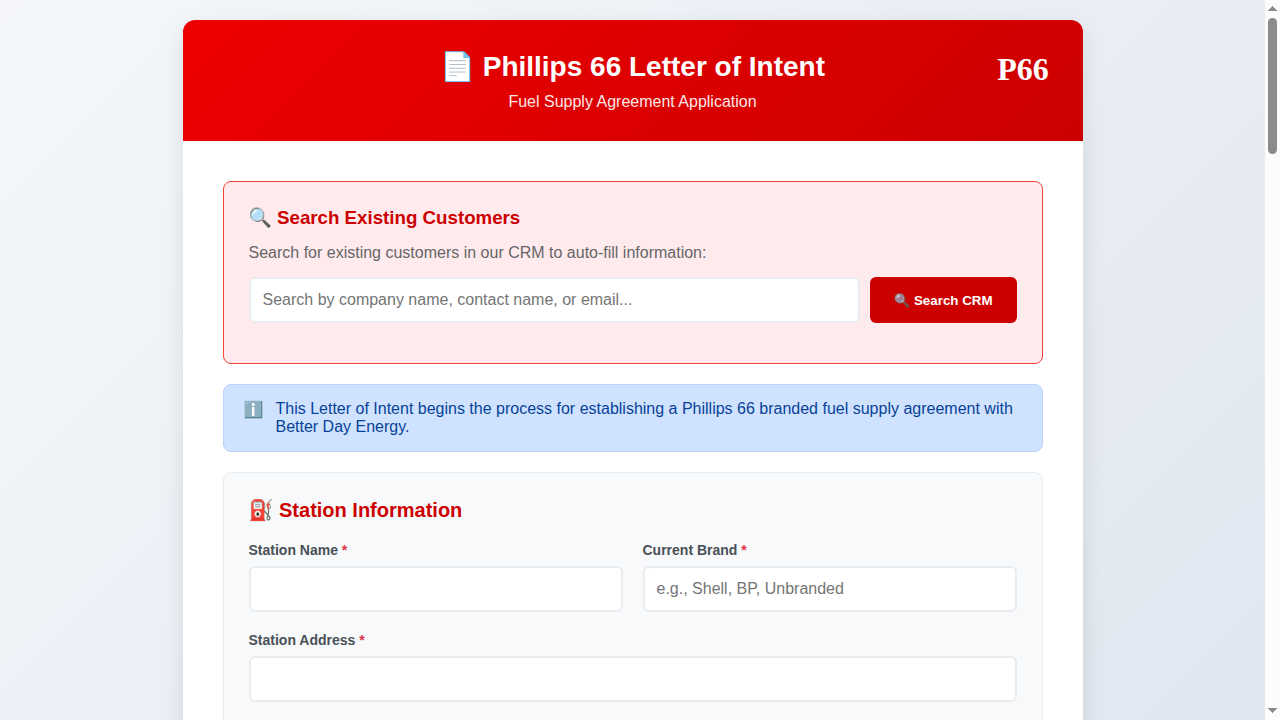 📄 Phillips 66 Letter of Intent
P66
Fuel Supply Agreement Application
🔍 Search Existing Customers
Search for existing customers in our CRM to auto-fill information:
Search by company name, contact name, or email...
🔍 Search CRM
ℹ️ This Letter of Intent begins the process for establishing a Phillips 66 branded fuel supply agreement with
Better Day Energy.
⛽ Station Information
Station Name *
Current Brand *
e.g., Shell, BP, Unbranded
Station Address *